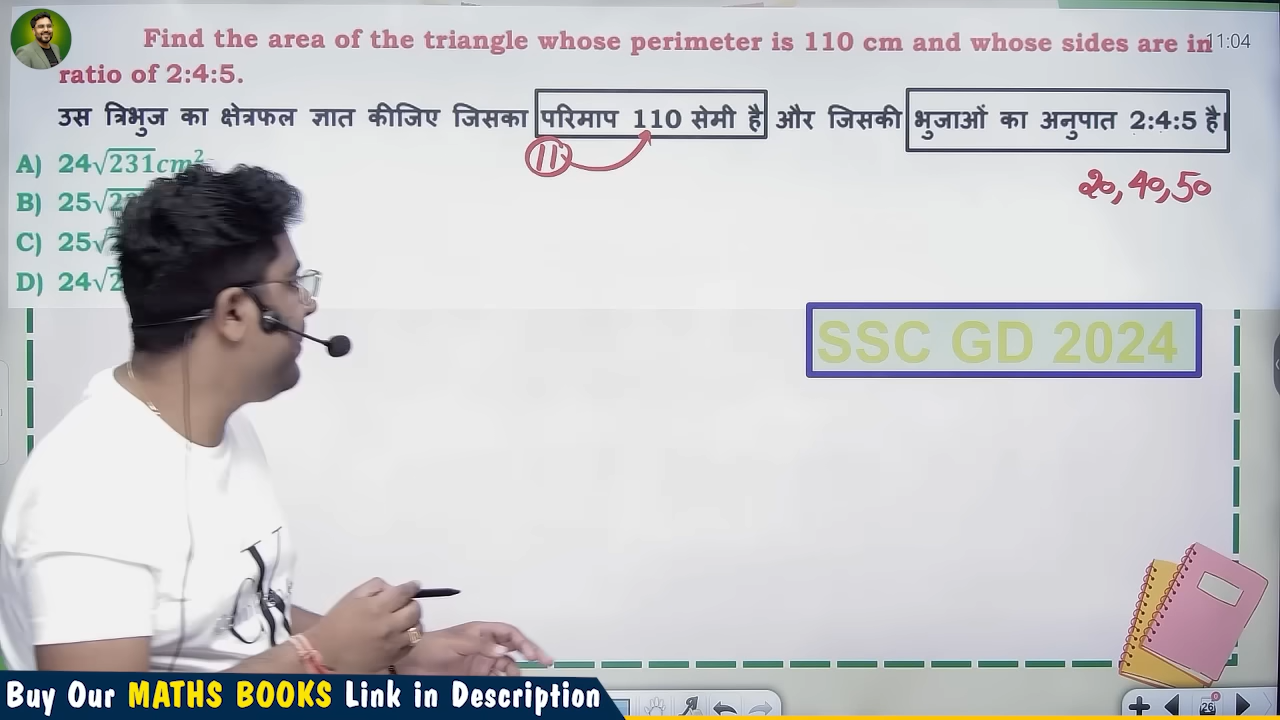 Find the area of the triangle whose perimeter is 110 cm and whose sides are in
11:04
ratio of 2:4:5.
उस त्रिभुज का क्षेत्रफल ज्ञात कीजिए जिसका परिमाप 110 सेमी है और जिसकी भुजाओं का अनुपात 2:4:5 है।
11
20, 40, 50
A) 24√231cm²
B) 25√
C) 25√
D) 24√2
SSC GD 2024
26
Buy Our MATHS BOOKS Link in Description